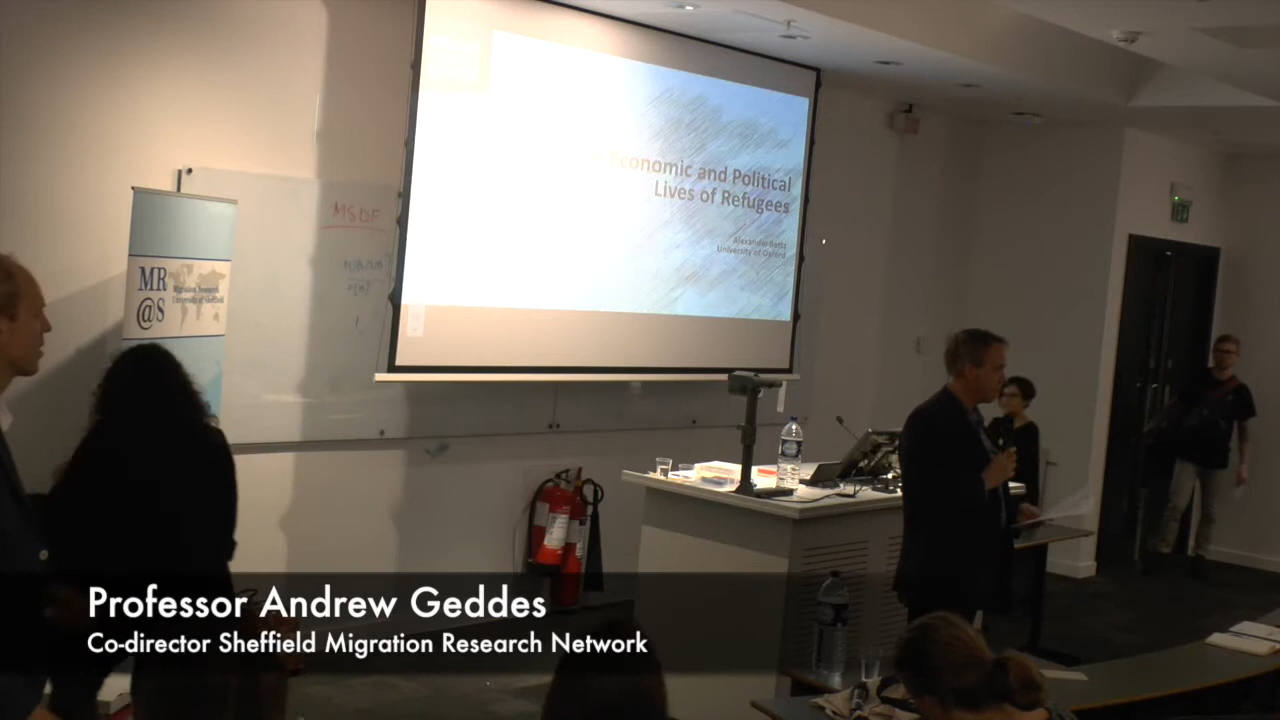 Economic and Political
Lives of Refugees
Alexander Betts
University of Oxford
MSDF
MR
@S
Migration Research
University of Sheffield
Professor Andrew Geddes
Co-director Sheffield Migration Research Network